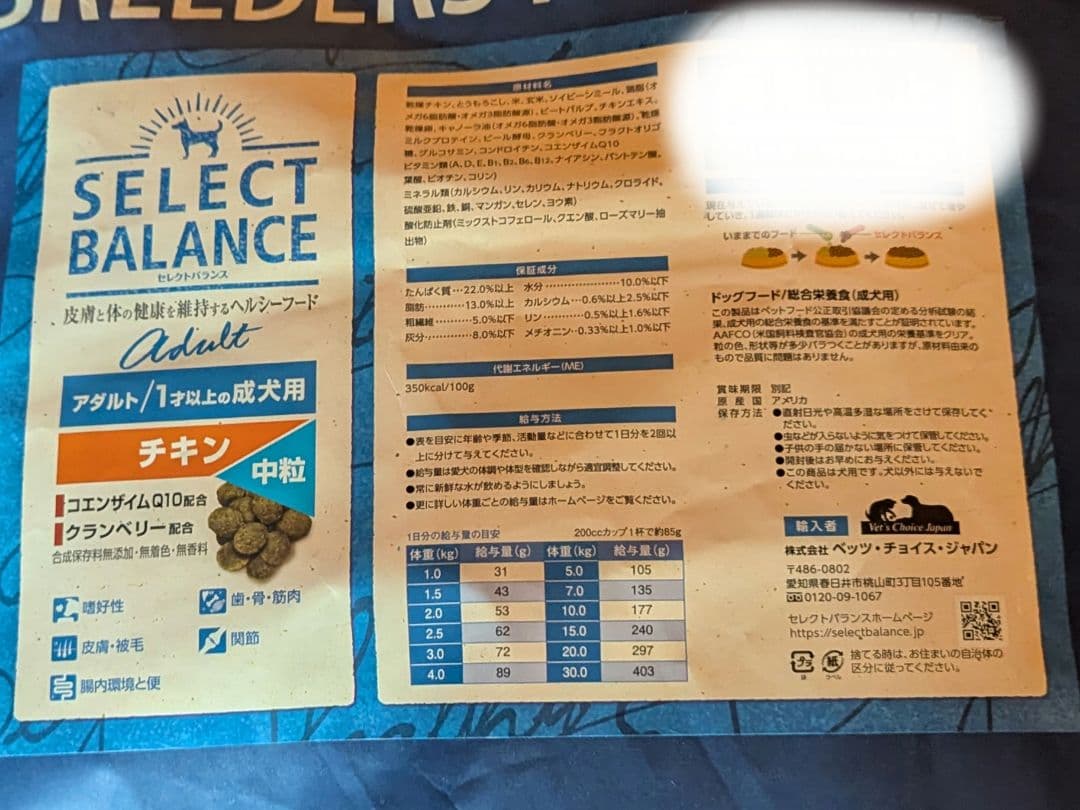 SELECT
BALANCE
セレクトバランス
皮膚と体の健康を維持するヘルシーフード
adult
アダルト/1才以上の成犬用
チキン
中粒
コエンザイムQ10配合
クランベリー配合
合成保存料無添加・無着色・無香料
嗜好性
歯・骨・筋肉
皮膚・被毛
関節
腸内環境と便
原材料名
乾燥チキン、とうもろこし、米、玄米、ソイビーンミール、鶏脂(オ
メガ6脂肪酸・オメガ3脂肪酸源)、ビートパルプ、チキンエキス、
乾燥卵、キャノーラ油(オメガ6脂肪酸・オメガ3脂肪酸源)、乾燥
ミルクプロテイン、ビール酵母、クランベリー、フラクトオリゴ
糖、グルコサミン、コンドロイチン、コエンザイムQ10
ビタミン類(A、D、E、B1、B2、B6、B12、ナイアシン、パントテン酸、
葉酸、ビオチン、コリン)
ミネラル類(カルシウム、リン、カリウム、ナトリウム、クロライド、
硫酸亜鉛、鉄、銅、マンガン、セレン、ヨウ素)
酸化防止剤(ミックストコフェロール、クエン酸、ローズマリー抽
出物)
保証成分
たんぱく質…22.0%以上 水分………………10.0%以下
脂肪………13.0%以上 カルシウム…0.6%以上2.5%以下
粗繊維………5.0%以下 リン…………0.5%以上1.6%以下
灰分…………8.0%以下 メチオニン…0.33%以上1.0%以下
代謝エネルギー(ME)
350kcal/100g
給与方法
●表を目安に年齢や季節、活動量などに合わせて1日分を2回以
上に分けて与えてください。
●給与量は愛犬の体調や体型を確認しながら適宜調整してください。
●常に新鮮な水が飲めるようにしましょう。
●更に詳しい体重ごとの給与量はホームページをご覧ください。
1日分の給与量の目安 200ccカップ1杯で約85g
体重(kg) 給与量(g) 体重(kg) 給与量(g)
1.0 31 5.0 105
1.5 43 7.0 135
2.0 53 10.0 177
2.5 62 15.0 240
3.0 72 20.0 297
4.0 89 30.0 403
いままでのフード セレクトバランス
ドッグフード/総合栄養食(成犬用)
この製品はペットフード公正取引協議会の定める分析試験の結
果、成犬用の総合栄養食の基準を満たすことが証明されています。
AAFCO(米国飼料検査官協会)の成犬用の栄養基準をクリア。
粒の色、形状等が多少バラつくことがありますが、原材料由来の
もので品質に問題はありません。
賞味期限 別記
原産国 アメリカ
保存方法 ●直射日光や高温多湿な場所をさけて保存してく
ださい。
●虫などが入らないように気をつけて保管してください。
●子供の手の届かない場所に保管してください。
●開封後はお早めにお与えください。
●この商品は犬用です。犬以外には与えないで
ください。
輸入者
Vet's Choice Japan
株式会社 ベッツ・チョイス・ジャパン
〒486-0802
愛知県春日井市桃山町3丁目105番地
0120-09-1067
セレクトバランスホームページ
https://selectbalance.jp
プラ
紙
ラベル
捨てる時は、お住まいの自治体の
区分に従ってください。